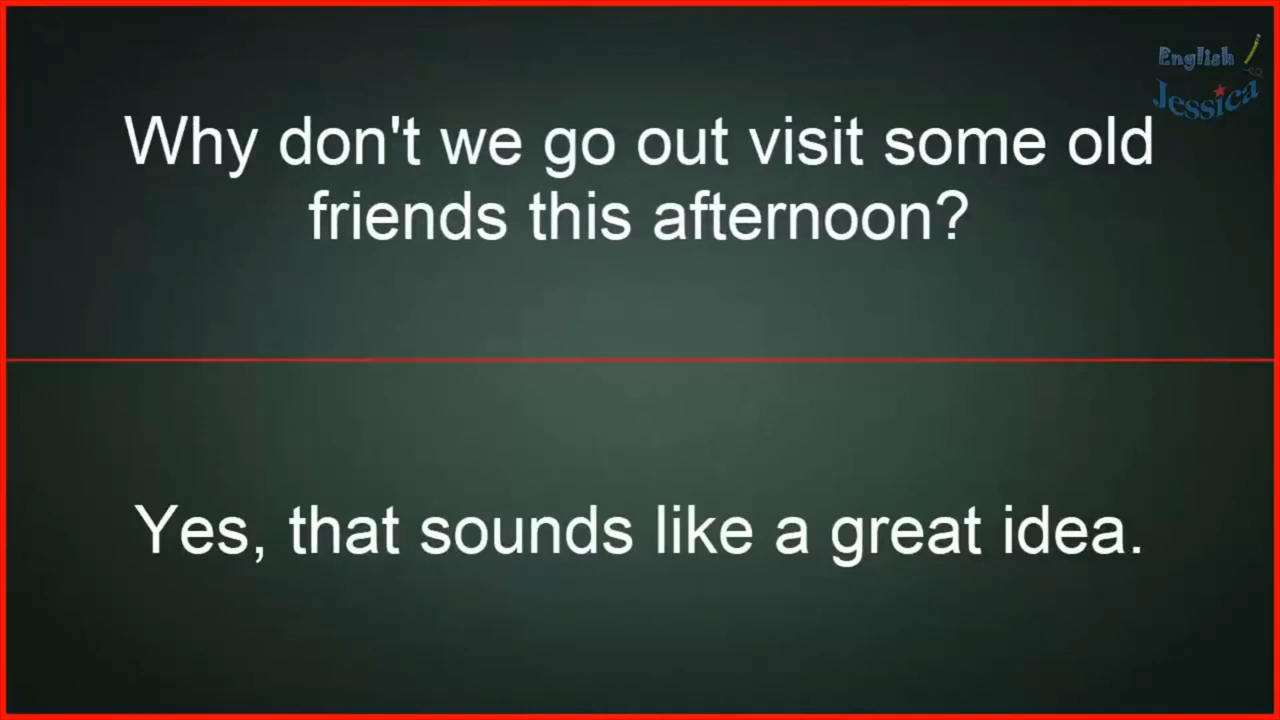 English
Jessica
Why don't we go out visit some old
friends this afternoon?
Yes, that sounds like a great idea.